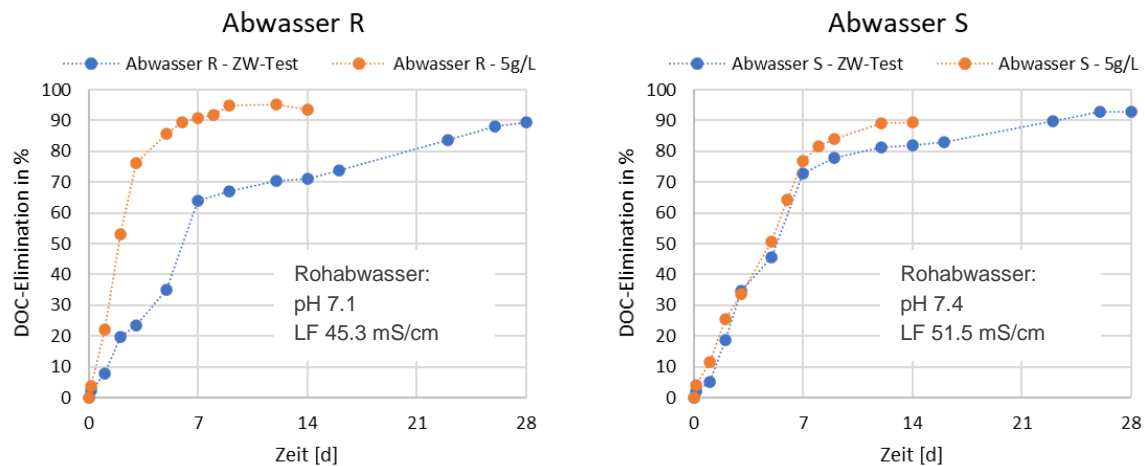 Abwasser R
Abwasser R - ZW-Test
Abwasser R - 5g/L
DOC-Elimination in %
100
90
80
70
60
50
40
30
20
10
0
Rohabwasser:
pH 7.1
LF 45.3 mS/cm
0 7 14 21 28
Zeit [d]
Abwasser S
Abwasser S - ZW-Test
Abwasser S - 5g/L
DOC-Elimination in %
100
90
80
70
60
50
40
30
20
10
0
Rohabwasser:
pH 7.4
LF 51.5 mS/cm
0 7 14 21 28
Zeit [d]